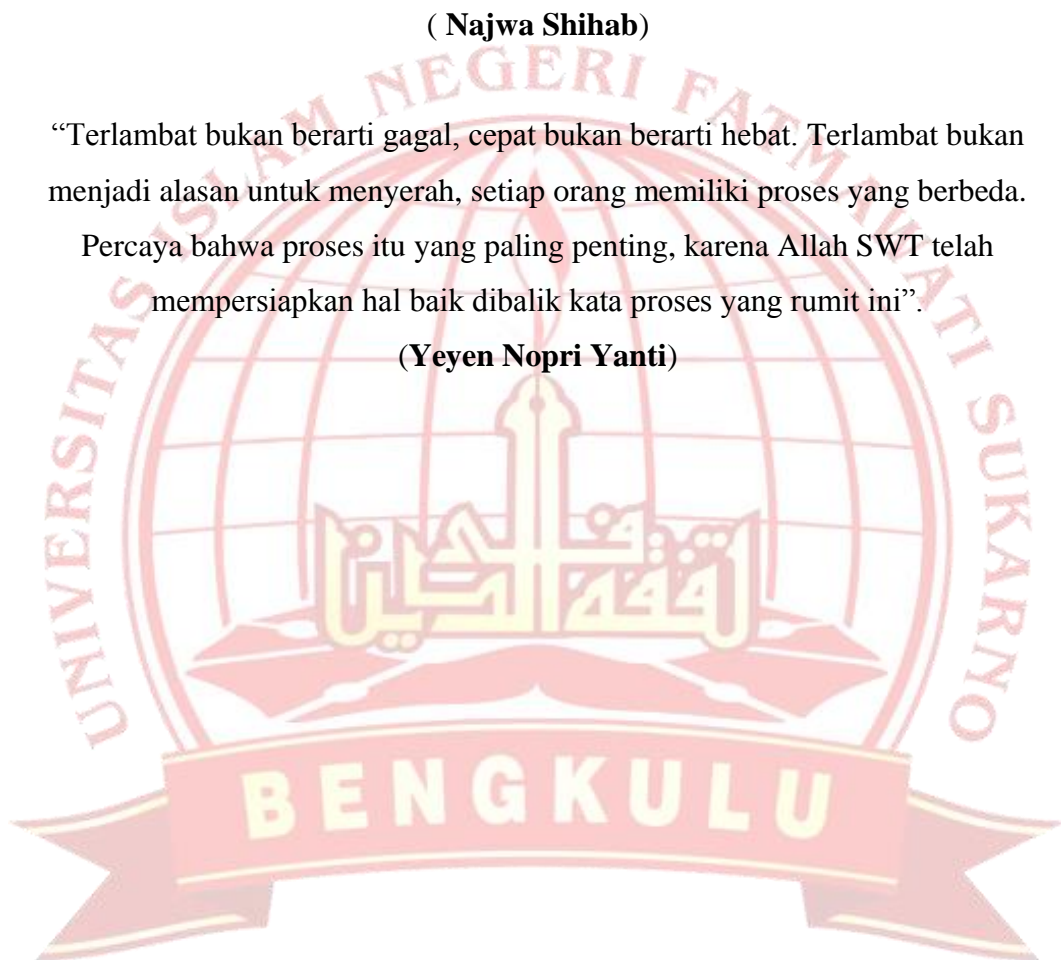 ( Najwa Shihab)
“Terlambat bukan berarti gagal, cepat bukan berarti hebat. Terlambat bukan
menjadi alasan untuk menyerah, setiap orang memiliki proses yang berbeda.
Percaya bahwa proses itu yang paling penting, karena Allah SWT telah
mempersiapkan hal baik dibalik kata proses yang rumit ini”.
(Yeyen Nopri Yanti)
UNIVERSITAS ISLAM NEGERI FATMAWATI SUKARNO
BENGKULU